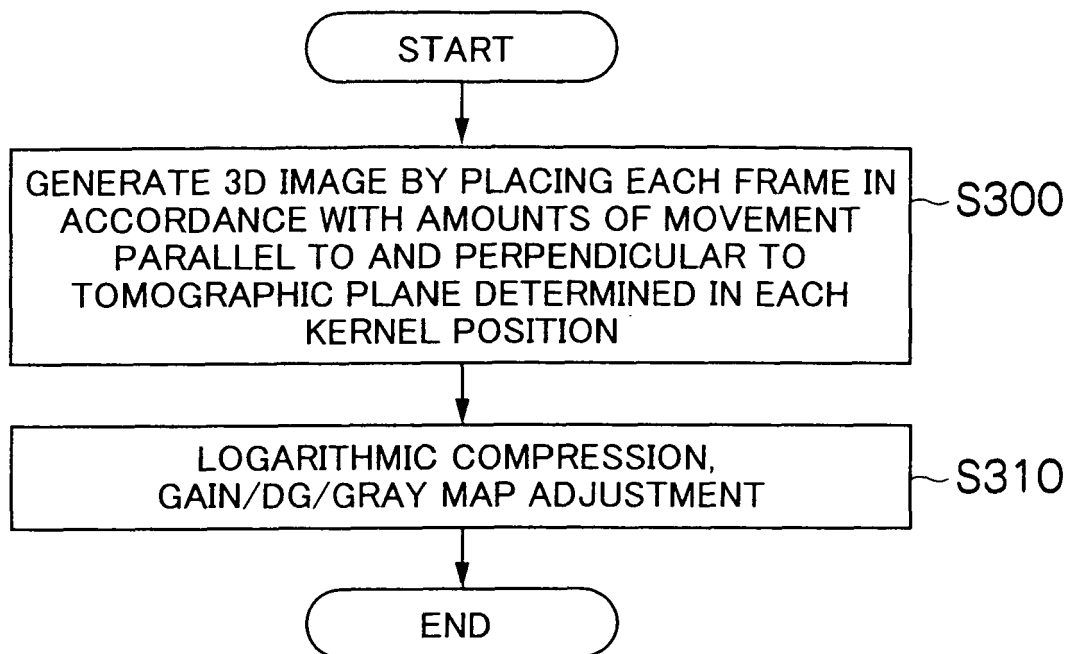 START
GENERATE 3D IMAGE BY PLACING EACH FRAME IN
ACCORDANCE WITH AMOUNTS OF MOVEMENT
PARALLEL TO AND PERPENDICULAR TO
TOMOGRAPHIC PLANE DETERMINED IN EACH
KERNEL POSITION
S300
LOGARITHMIC COMPRESSION,
GAIN/DG/GRAY MAP ADJUSTMENT
S310
END